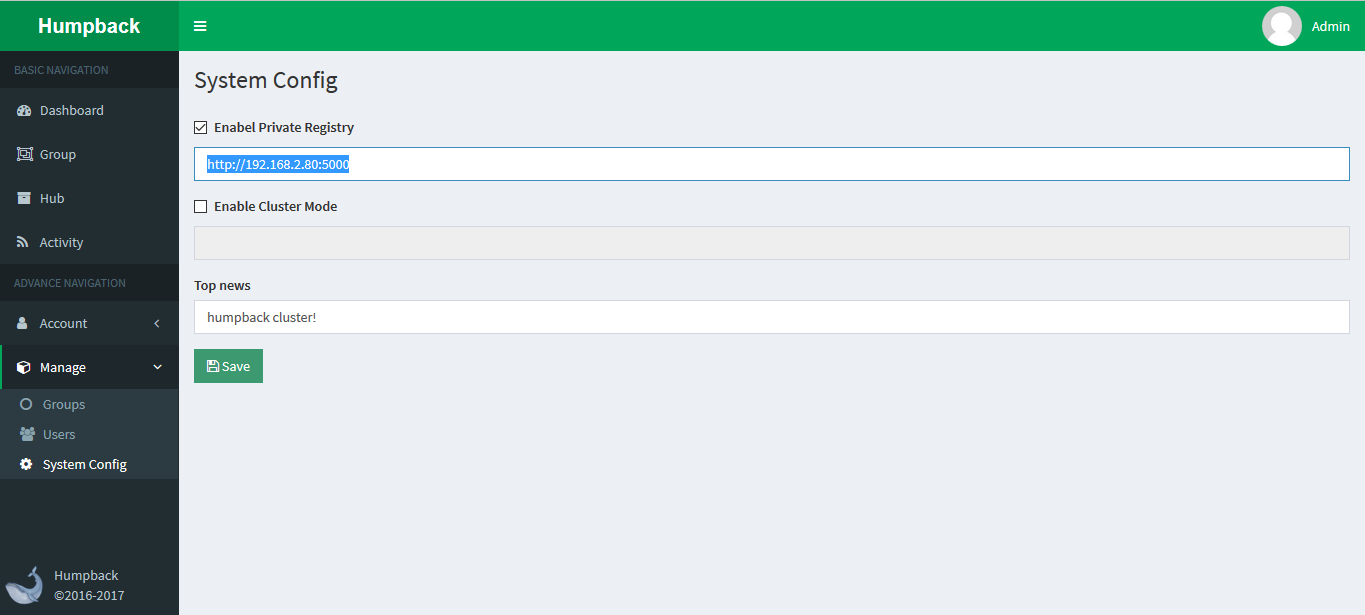 Humpback
Admin
BASIC NAVIGATION
Dashboard
Group
Hub
Activity
ADVANCE NAVIGATION
Account
Manage
Groups
Users
System Config
Humpback
©2016-2017
System Config
Enabel Private Registry
http://192.168.2.80:5000
Enable Cluster Mode
Top news
humpback cluster!
Save